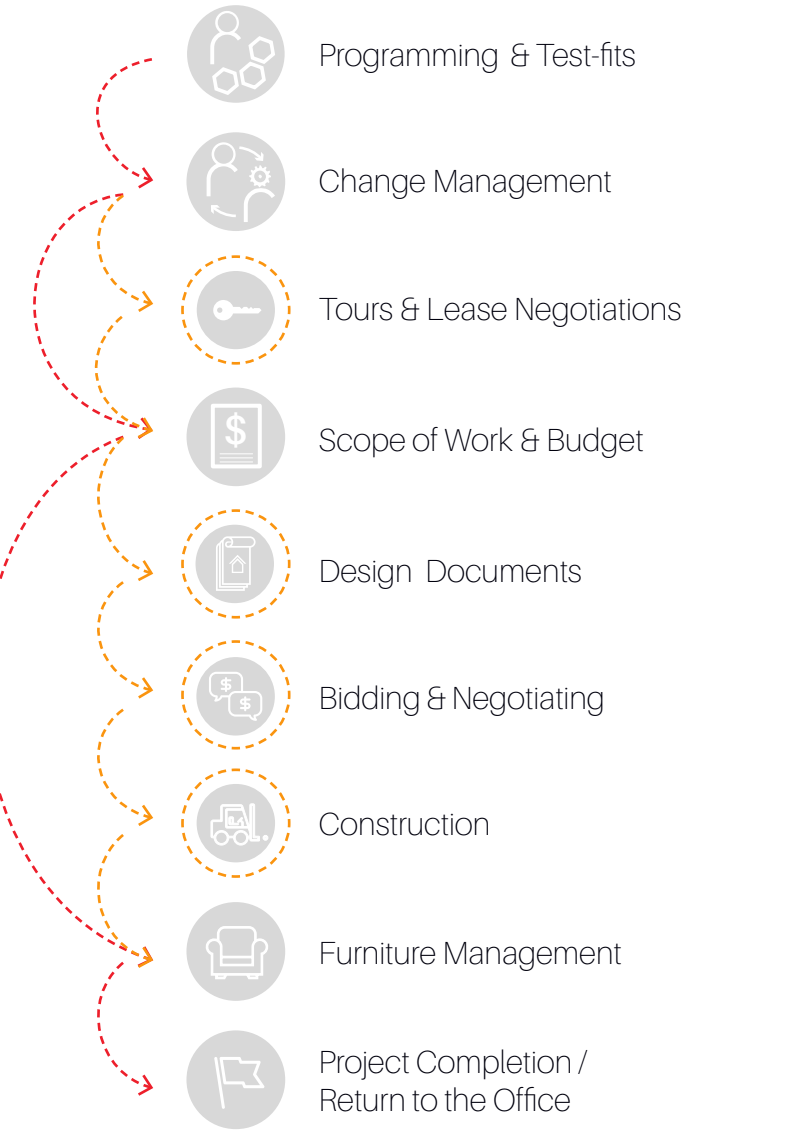 Programming & Test-fits
Change Management
Tours & Lease Negotiations
$
Scope of Work & Budget
Design Documents
$
$
Bidding & Negotiating
Construction
Furniture Management
Project Completion /
Return to the Office